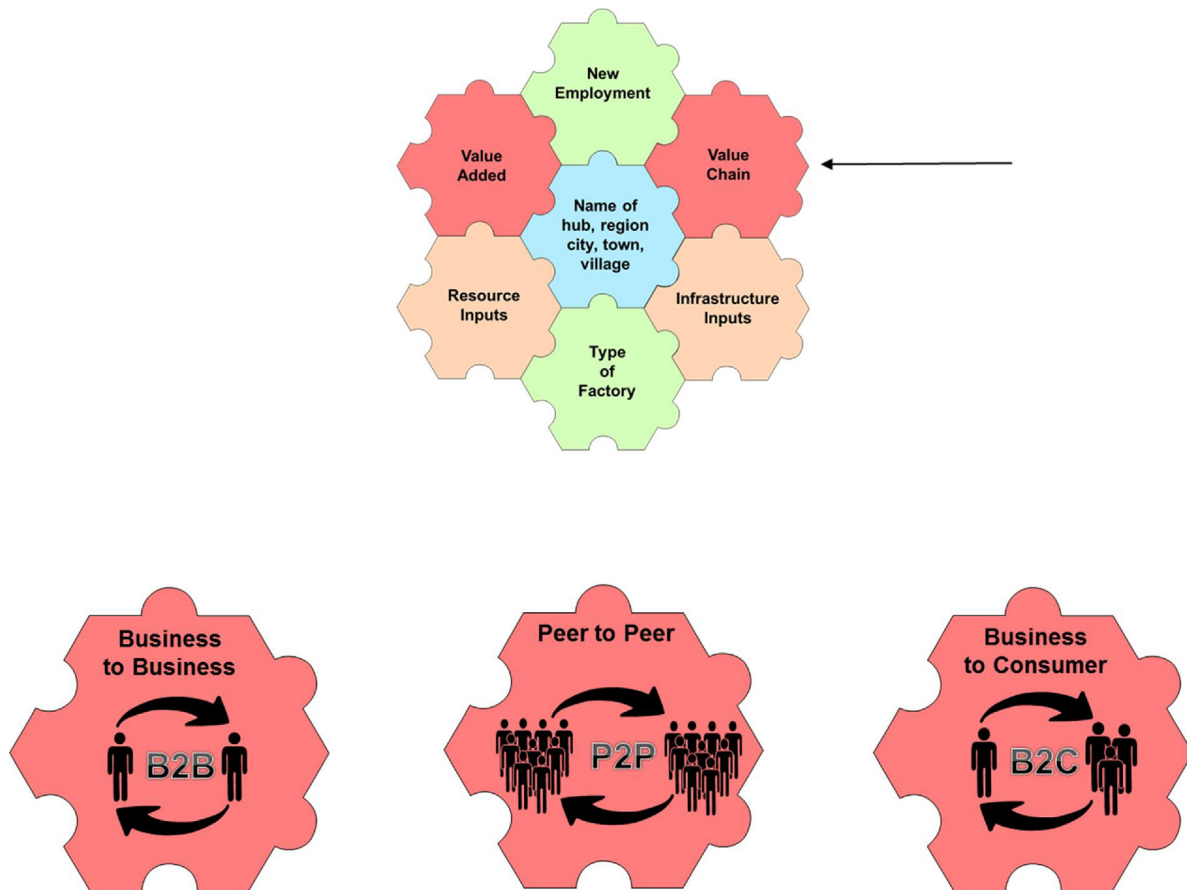 New
Employment
Value
Added
Value
Chain
Name of
hub, region
city, town,
village
Resource
Inputs
Infrastructure
Inputs
Type
of
Factory
Business
to Business
B2B
Peer to Peer
P2P
Business
to Consumer
B2C